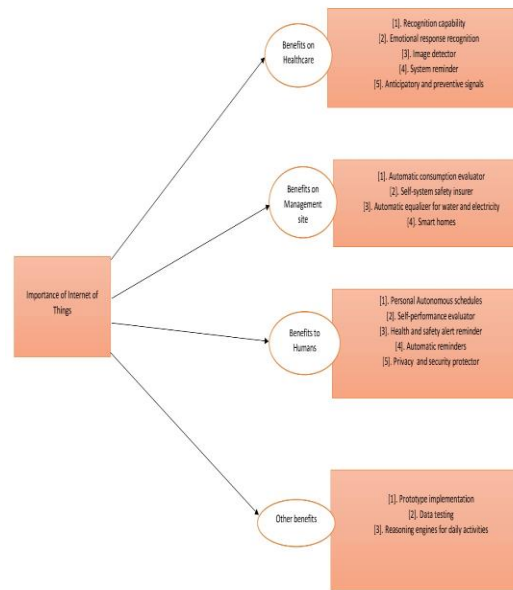 Importance of Internet of
Things
Benefits on
Healthcare
[1]. Recognition capability
[2]. Emotional response recognition
[3]. Image detector
[4]. System reminder
[5]. Anticipatory and preventive signals
Benefits on
Management
site
[1]. Automatic consumption evaluator
[2]. Self-system safety insurer
[3]. Automatic equalizer for water and electricity
[4]. Smart homes
Benefits to
Humans
[1]. Personal Autonomous schedules
[2]. Self-performance evaluator
[3]. Health and safety alert reminder
[4]. Automatic reminders
[5]. Privacy and security protector
Other benefits
[1]. Prototype implementation
[2]. Data testing
[3]. Reasoning engines for daily activities